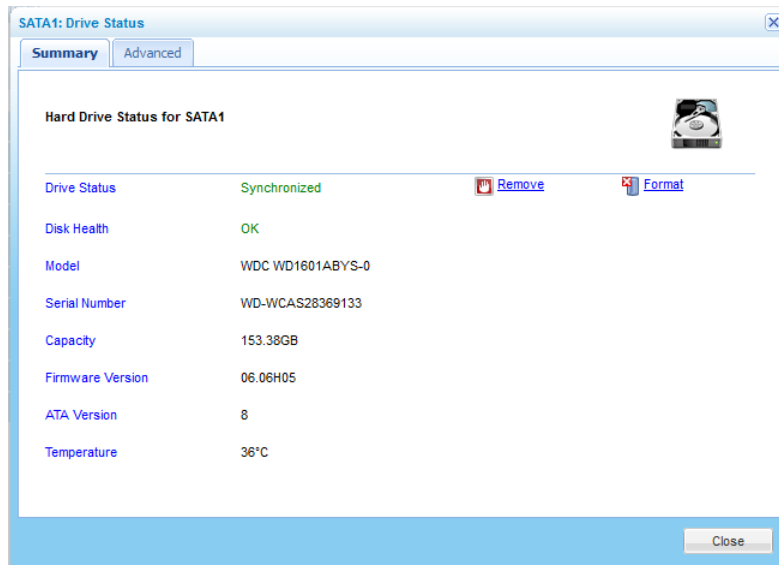 SATA1: Drive Status
Summary Advanced
Hard Drive Status for SATA1
Drive Status Synchronized Remove Format
Disk Health OK
Model WDC WD1601ABYS-0
Serial Number WD-WCAS28369133
Capacity 153.38GB
Firmware Version 06.06H05
ATA Version 8
Temperature 36°C
Close